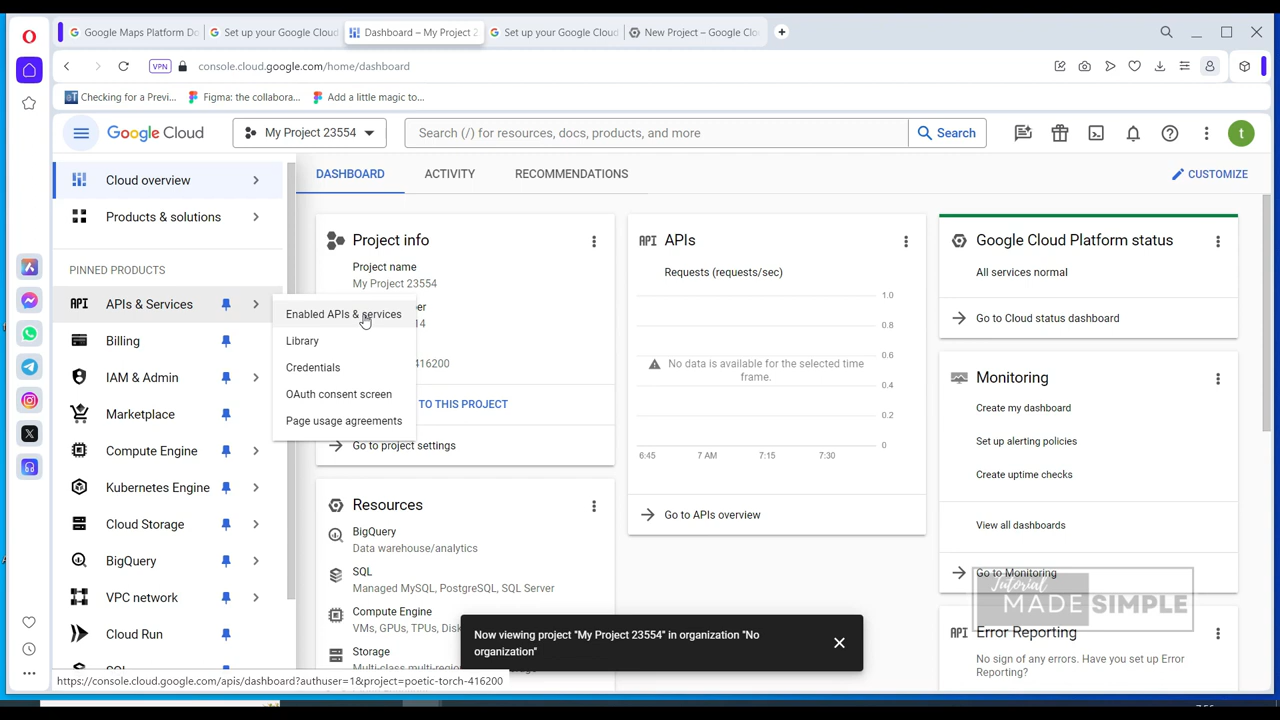 Google Maps Platform Do
Set up your Google Cloud
Dashboard – My Project 2
Set up your Google Cloud
New Project – Google Clo
VPN
console.cloud.google.com/home/dashboard
Checking for a Previ...
Figma: the collabora...
Add a little magic to...
Google Cloud
My Project 23554
Search (/) for resources, docs, products, and more
Search
t
Cloud overview
Products & solutions
PINNED PRODUCTS
API APIs & Services
Billing
IAM & Admin
Marketplace
Compute Engine
Kubernetes Engine
Cloud Storage
BigQuery
VPC network
Cloud Run
SQL
Enabled APIs & services
Library
Credentials
OAuth consent screen
Page usage agreements
DASHBOARD
ACTIVITY
RECOMMENDATIONS
CUSTOMIZE
Project info
Project name
My Project 23554
er
14
416200
TO THIS PROJECT
Go to project settings
Resources
BigQuery
Data warehouse/analytics
SQL
Managed MySQL, PostgreSQL, SQL Server
Compute Engine
VMs, GPUs, TPUs, Disk
Storage
Multi-class multi-regi
API APIs
Requests (requests/sec)
1.0
0.8
0.6
0.4
0.2
0
No data is available for the selected time
frame.
6:45
7 AM
7:15
7:30
Go to APIs overview
Google Cloud Platform status
All services normal
Go to Cloud status dashboard
Monitoring
Create my dashboard
Set up alerting policies
Create uptime checks
View all dashboards
Go to Monitoring
Tutorial
MADE SIMPLE
API Error Reporting
No sign of any errors. Have you set up Error
Reporting?
Now viewing project "My Project 23554" in organization "No
organization"
https://console.cloud.google.com/apis/dashboard?authuser=1&project=poetic-torch-416200